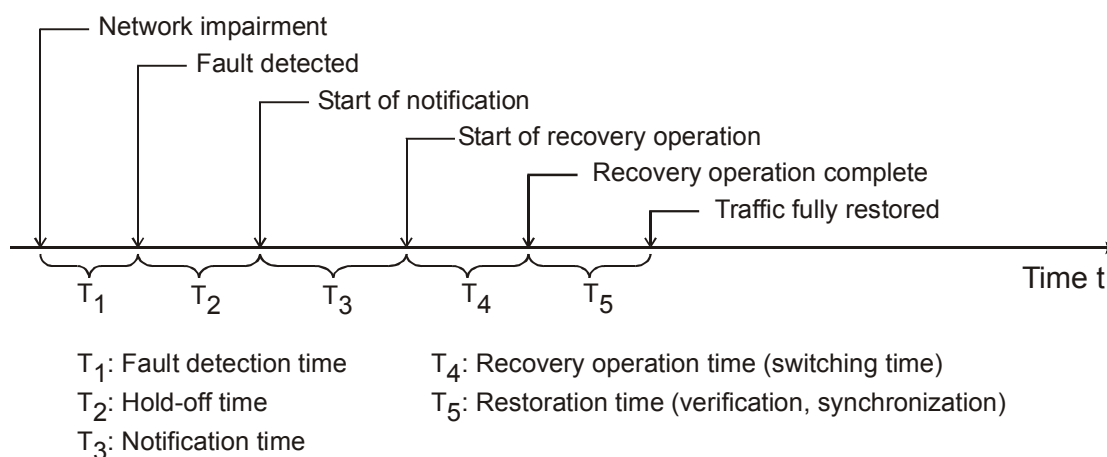 Network impairment
Fault detected
Start of notification
Start of recovery operation
Recovery operation complete
Traffic fully restored
Time t
T1
T2
T3
T4
T5
T1: Fault detection time
T2: Hold-off time
T3: Notification time
T4: Recovery operation time (switching time)
T5: Restoration time (verification, synchronization)